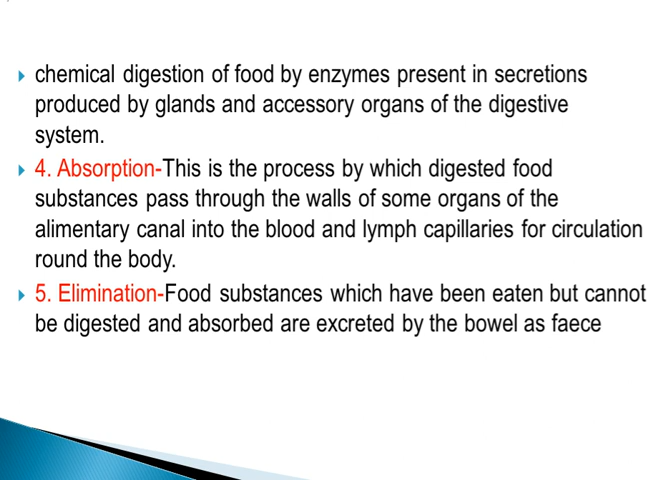 chemical digestion of food by enzymes present in secretions
produced by glands and accessory organs of the digestive
system.
4. Absorption-This is the process by which digested food
substances pass through the walls of some organs of the
alimentary canal into the blood and lymph capillaries for circulation
round the body.
5. Elimination-Food substances which have been eaten but cannot
be digested and absorbed are excreted by the bowel as faece